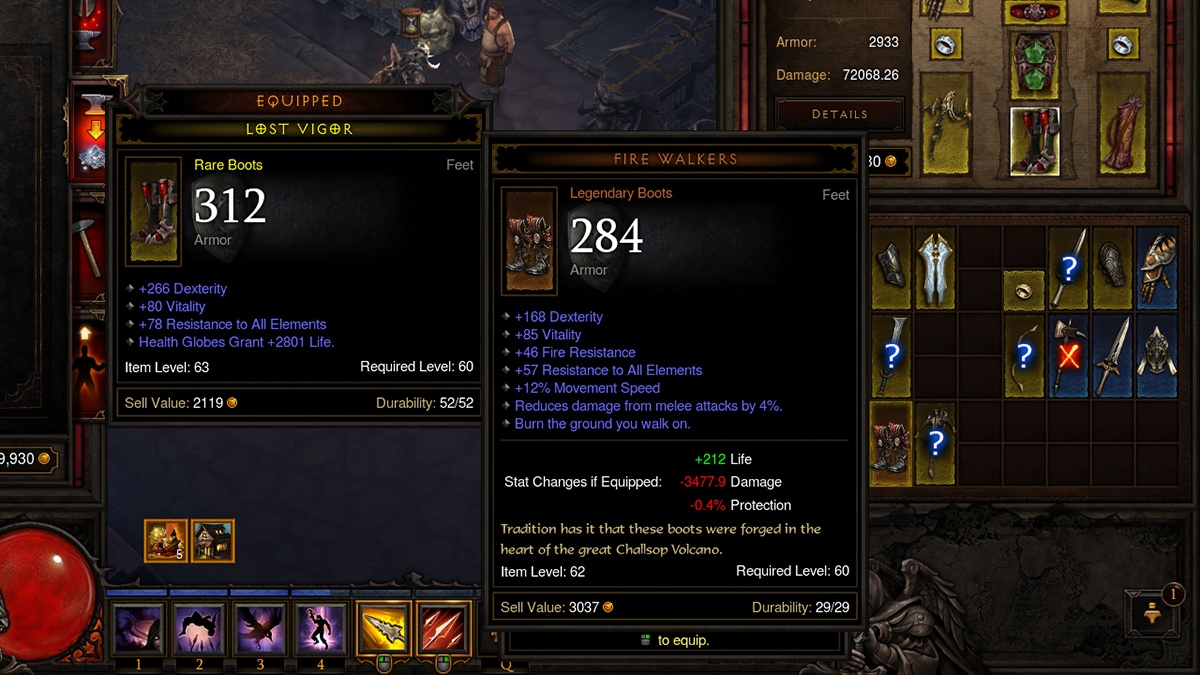 Armor: 2933
Damage: 72068.26
DETAILS
EQUIPPED
LOST VIGOR
Rare Boots Feet
312
Armor
+266 Dexterity
+80 Vitality
+78 Resistance to All Elements
Health Globes Grant +2801 Life.
Item Level: 63 Required Level: 60
Sell Value: 2119 Durability: 52/52
FIRE WALKERS
Legendary Boots Feet
284
Armor
+168 Dexterity
+85 Vitality
+46 Fire Resistance
+57 Resistance to All Elements
+12% Movement Speed
Reduces damage from melee attacks by 4%.
Burn the ground you walk on.
+212 Life
Stat Changes if Equipped: -3477.9 Damage
-0.4% Protection
Tradition has it that these boots were forged in the
heart of the great Challsop Volcano.
Item Level: 62 Required Level: 60
Sell Value: 3037 Durability: 29/29
to equip.
30
? 
? ?
?
9,930
5
1
1 2 3 4 Q